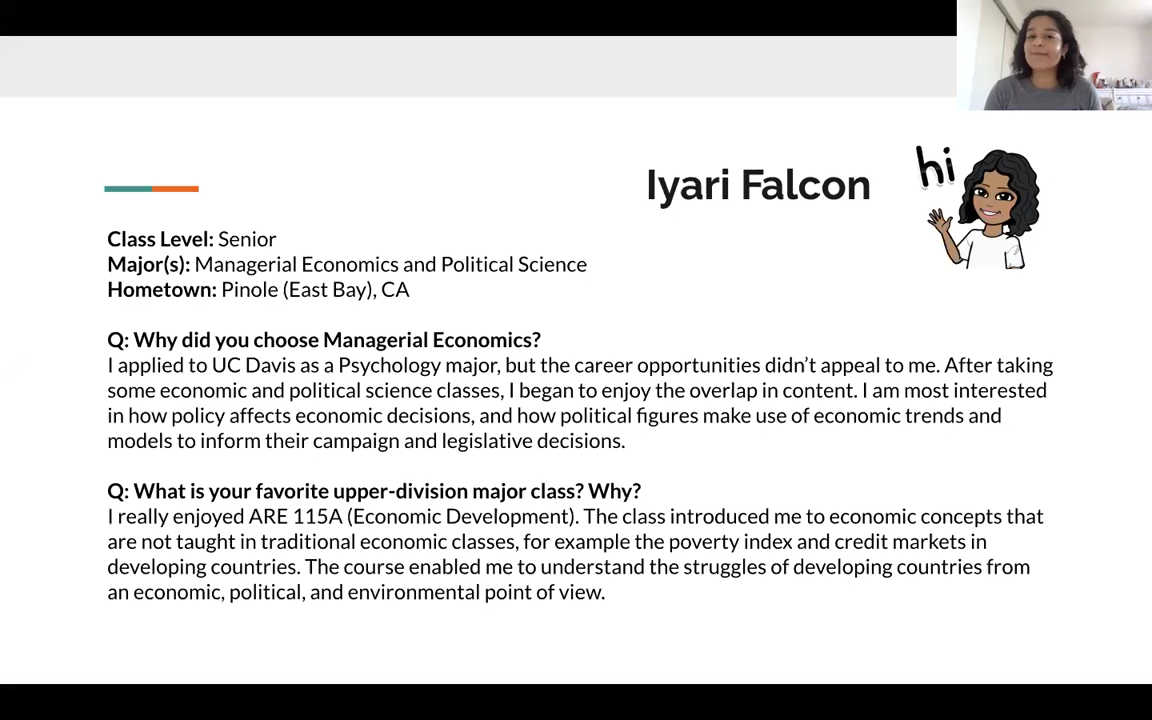 Iyari Falcon
hi
Class Level: Senior
Major(s): Managerial Economics and Political Science
Hometown: Pinole (East Bay), CA
Q: Why did you choose Managerial Economics?
I applied to UC Davis as a Psychology major, but the career opportunities didn’t appeal to me. After taking
some economic and political science classes, I began to enjoy the overlap in content. I am most interested
in how policy affects economic decisions, and how political figures make use of economic trends and
models to inform their campaign and legislative decisions.
Q: What is your favorite upper-division major class? Why?
I really enjoyed ARE 115A (Economic Development). The class introduced me to economic concepts that
are not taught in traditional economic classes, for example the poverty index and credit markets in
developing countries. The course enabled me to understand the struggles of developing countries from
an economic, political, and environmental point of view.